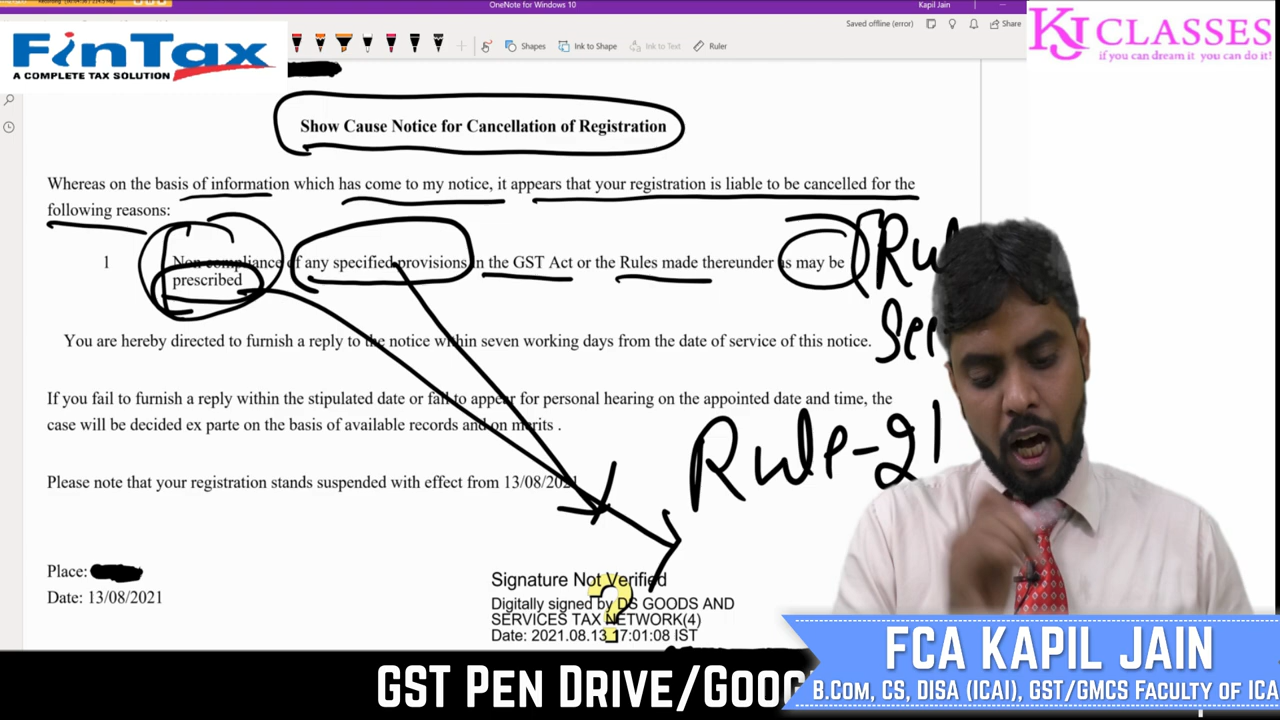 OneNote for Windows 10
Kapil Jain
Saved offline (error)
Share
Shapes
Ink to Shape
Ink to Text
Ruler
FinTax
A COMPLETE TAX SOLUTION
KJ CLASSES
if you can dream it you can do it!
Show Cause Notice for Cancellation of Registration
Whereas on the basis of information which has come to my notice, it appears that your registration is liable to be cancelled for the
following reasons:
1 Non compliance of any specified provisions in the GST Act or the Rules made thereunder as may be
prescribed
You are hereby directed to furnish a reply to the notice within seven working days from the date of service of this notice.
If you fail to furnish a reply within the stipulated date or fail to appear for personal hearing on the appointed date and time, the
case will be decided ex parte on the basis of available records and on merits .
Rule-21
Please note that your registration stands suspended with effect from 13/08/2021
Place:
Date: 13/08/2021
Signature Not Verified
Digitally signed by DS GOODS AND
SERVICES TAX NETWORK(4)
Date: 2021.08.13 17:01:08 IST
?
FCA KAPIL JAIN
B.Com, CS, DISA (ICAI), GST/GMCS Faculty of ICA
GST Pen Drive/Goog